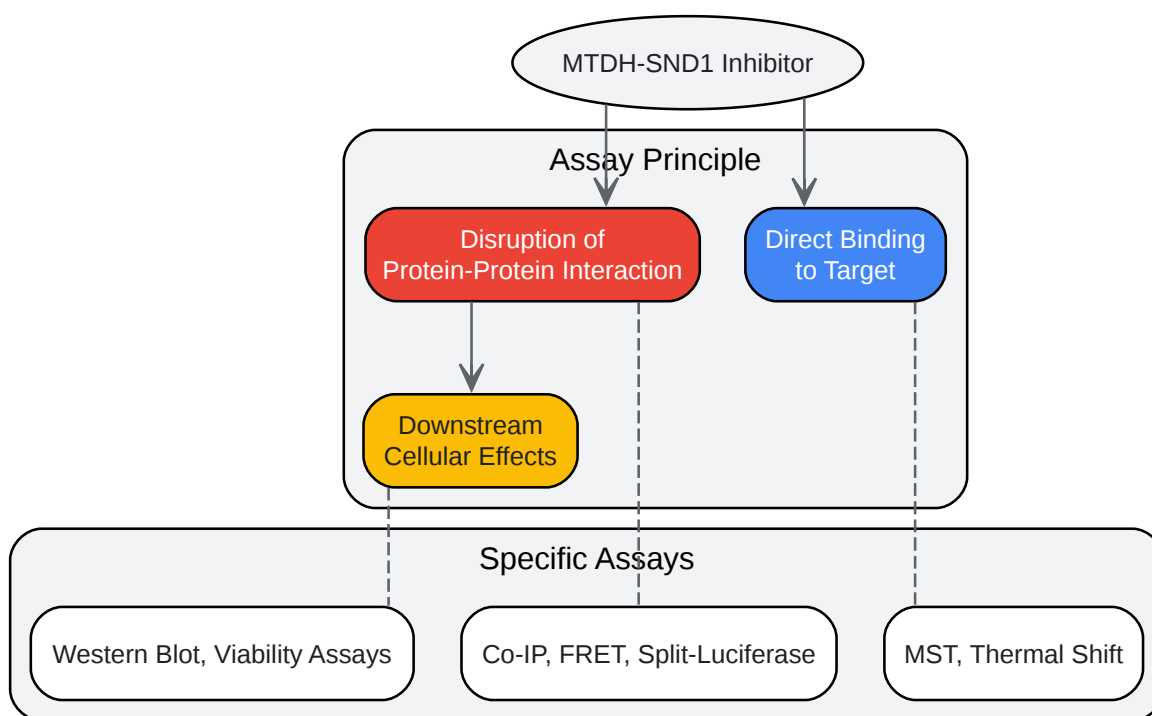 MTDH-SND1 Inhibitor
Assay Principle
Disruption of
Protein-Protein Interaction
Direct Binding
to Target
Downstream
Cellular Effects
Specific Assays
Western Blot, Viability Assays
Co-IP, FRET, Split-Luciferase
MST, Thermal Shift